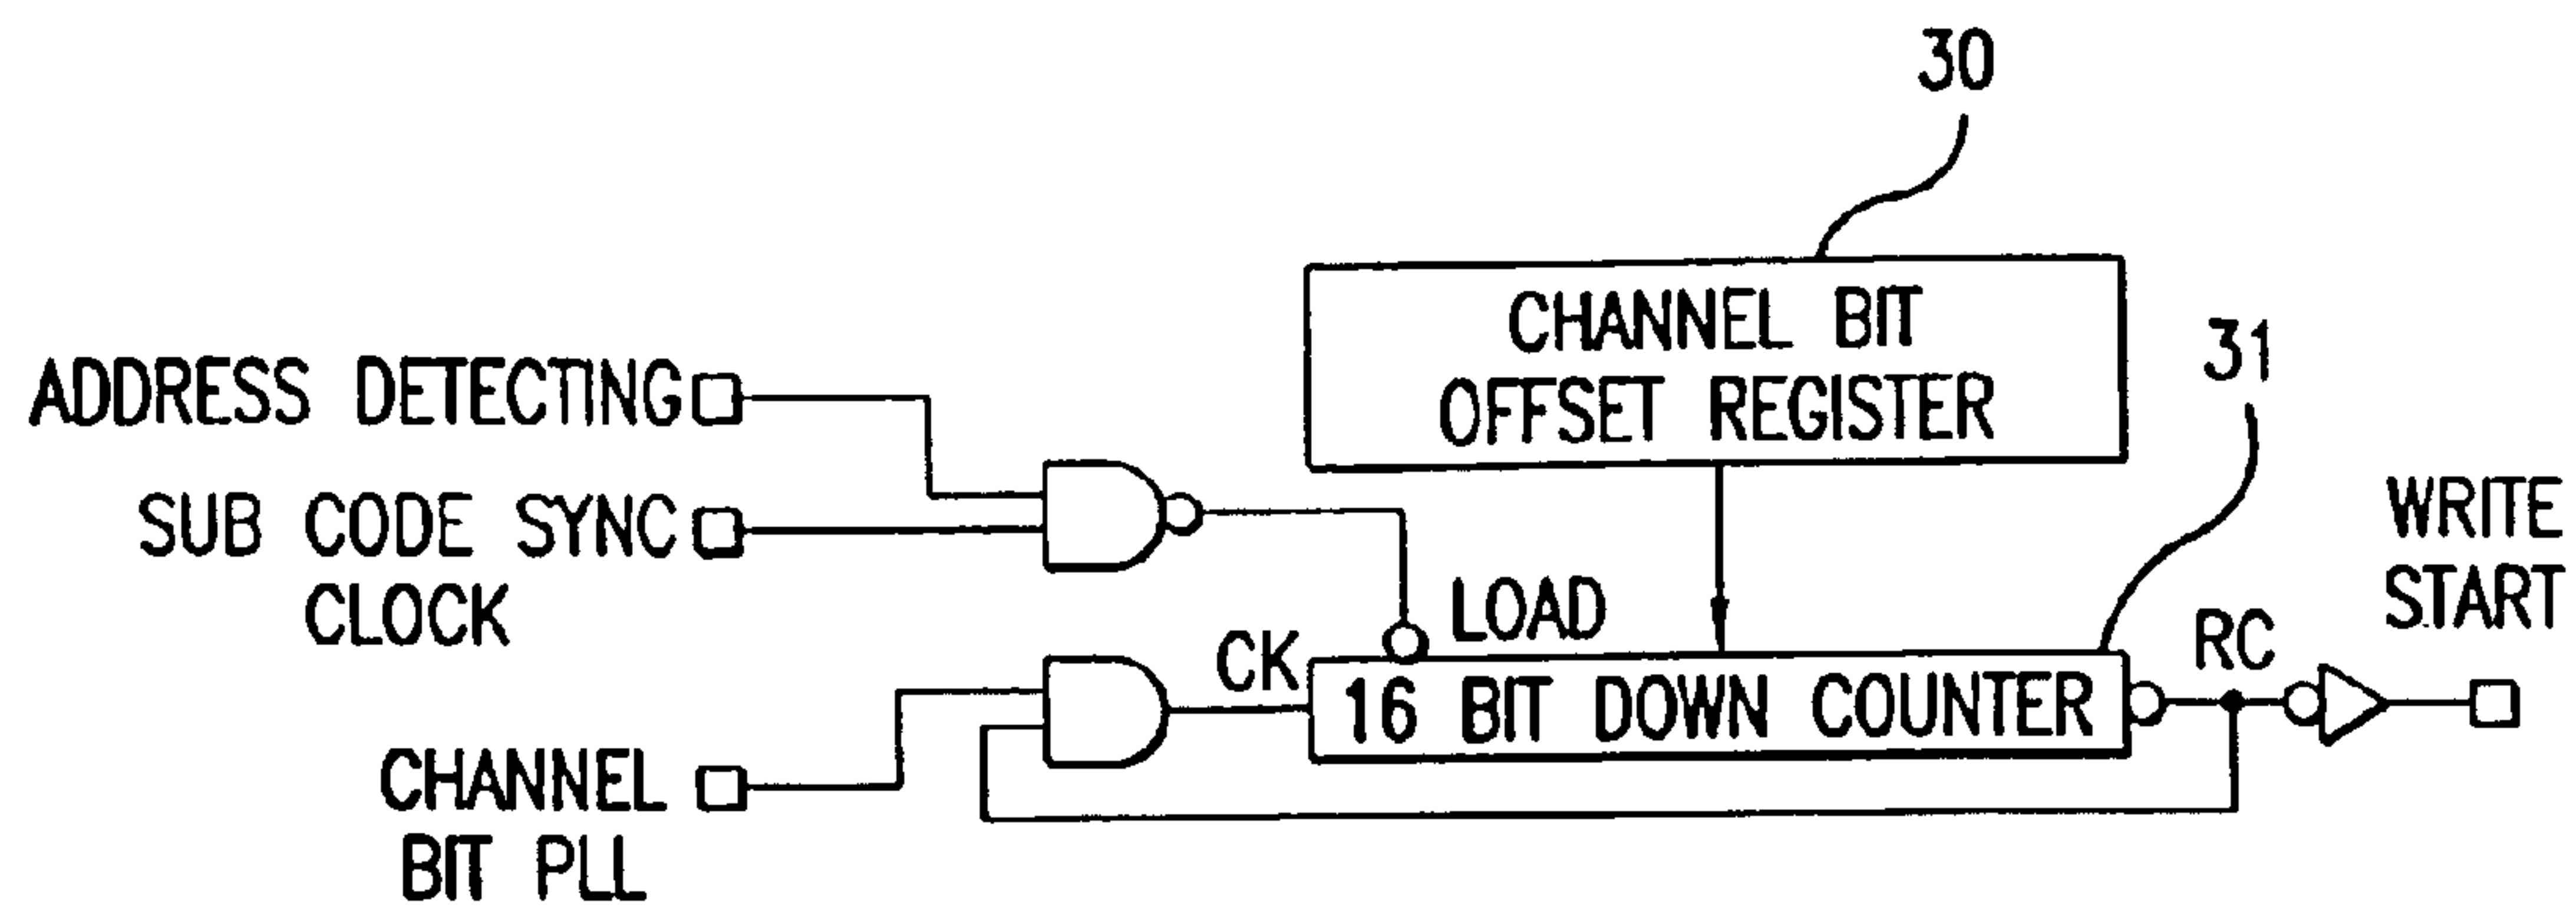 30
CHANNEL BIT
OFFSET REGISTER
31
ADDRESS DETECTING
SUB CODE SYNC
CLOCK
WRITE
START
LOAD
CK
RC
16 BIT DOWN COUNTER
CHANNEL
BIT PLL